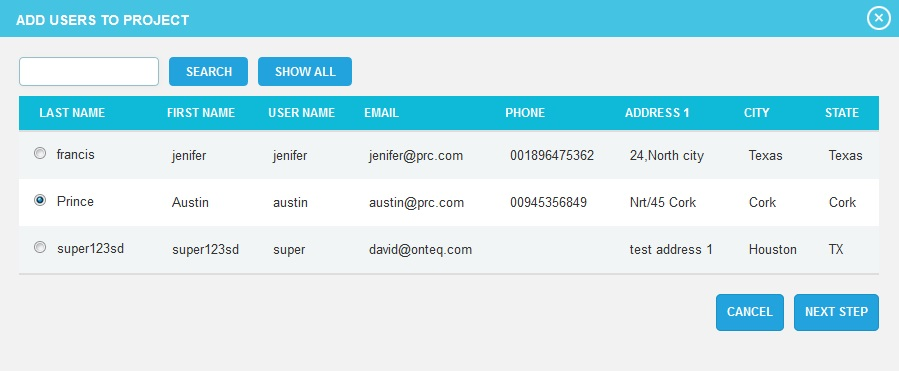 ADD USERS TO PROJECT
SEARCH SHOW ALL
LAST NAME FIRST NAME USER NAME EMAIL PHONE ADDRESS 1 CITY STATE
francis jenifer jenifer jenifer@prc.com 001896475362 24,North city Texas Texas
Prince Austin austin austin@prc.com 00945356849 Nrt/45 Cork Cork Cork
super123sd super123sd super david@onteq.com test address 1 Houston TX
CANCEL NEXT STEP